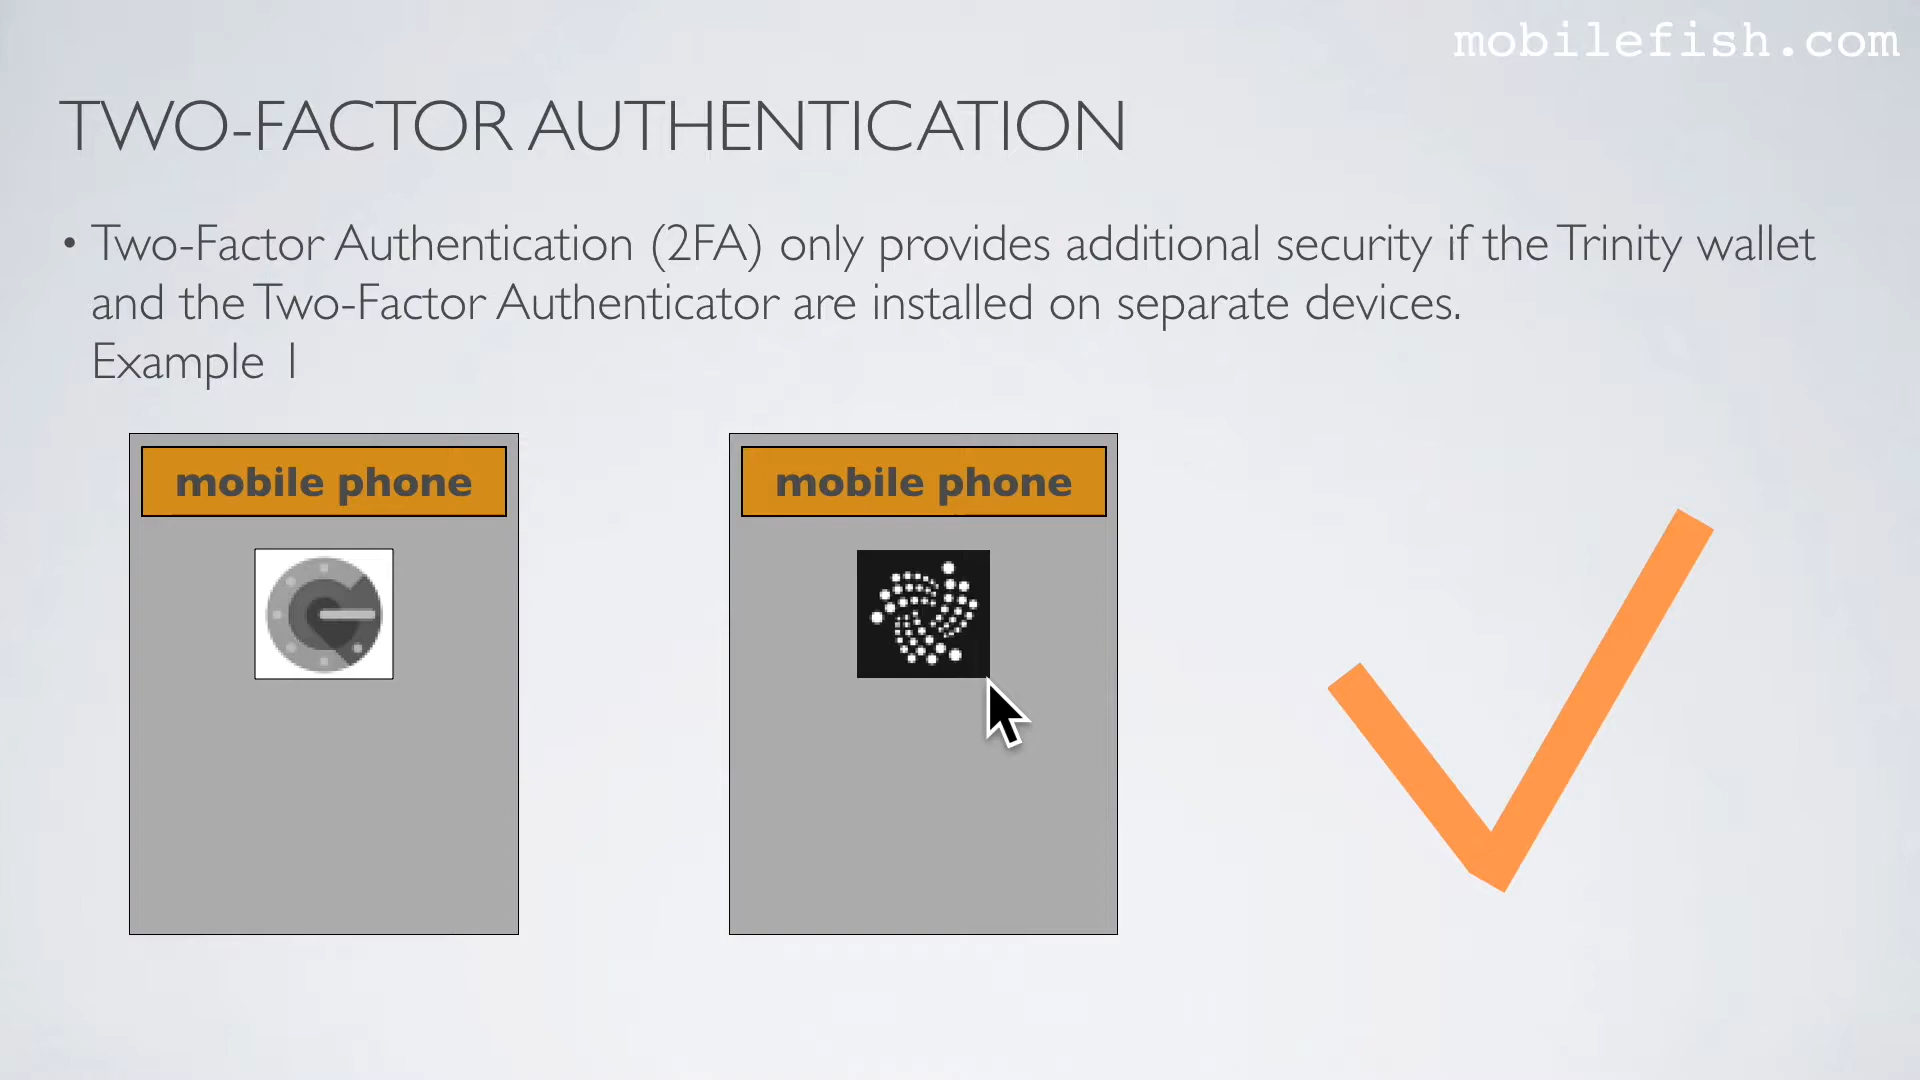 mobilefish.com
TWO-FACTOR AUTHENTICATION
• Two-Factor Authentication (2FA) only provides additional security if the Trinity wallet
and the Two-Factor Authenticator are installed on separate devices.
Example 1
mobile phone
mobile phone